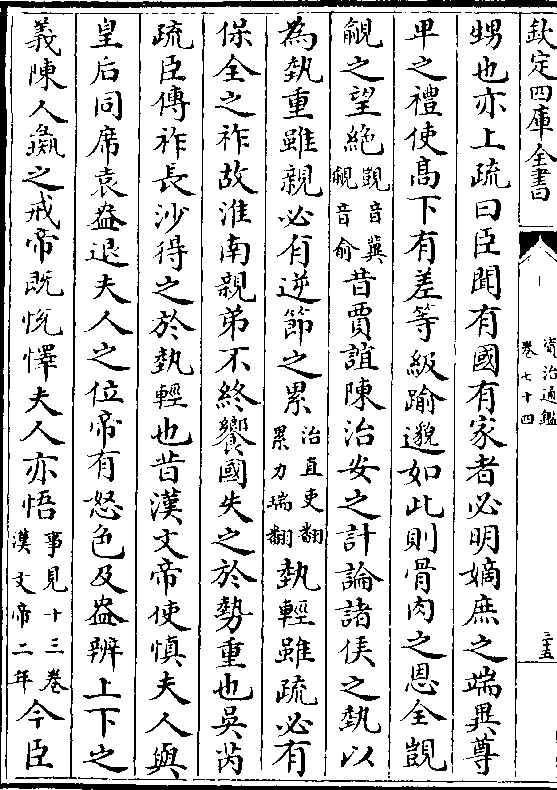 欽定四庫全書
資治通鑑
卷七十四
甥也亦上疏曰臣聞有國有家者必明嫡庶之端異尊
卑之禮使髙下有差等級踰邈如此則骨肉之恩全覬
覦之望絶覬音冀覦音俞昔賈誼陳治安之計論諸侯之埶以
為埶重雖親必有逆節之累治直吏翻累力瑞翻埶輕雖疏必有
保全之祚故淮南親弟不終饗國失之於勢重也吳芮
疏臣傳祚長沙得之於埶輕也昔漢文帝使慎夫人與
皇后同席袁盎退夫人之位帝有怒色及盎辨上下之
義陳人彘之戒帝既恱懌夫人亦悟事見十三卷漢文帝二年今臣